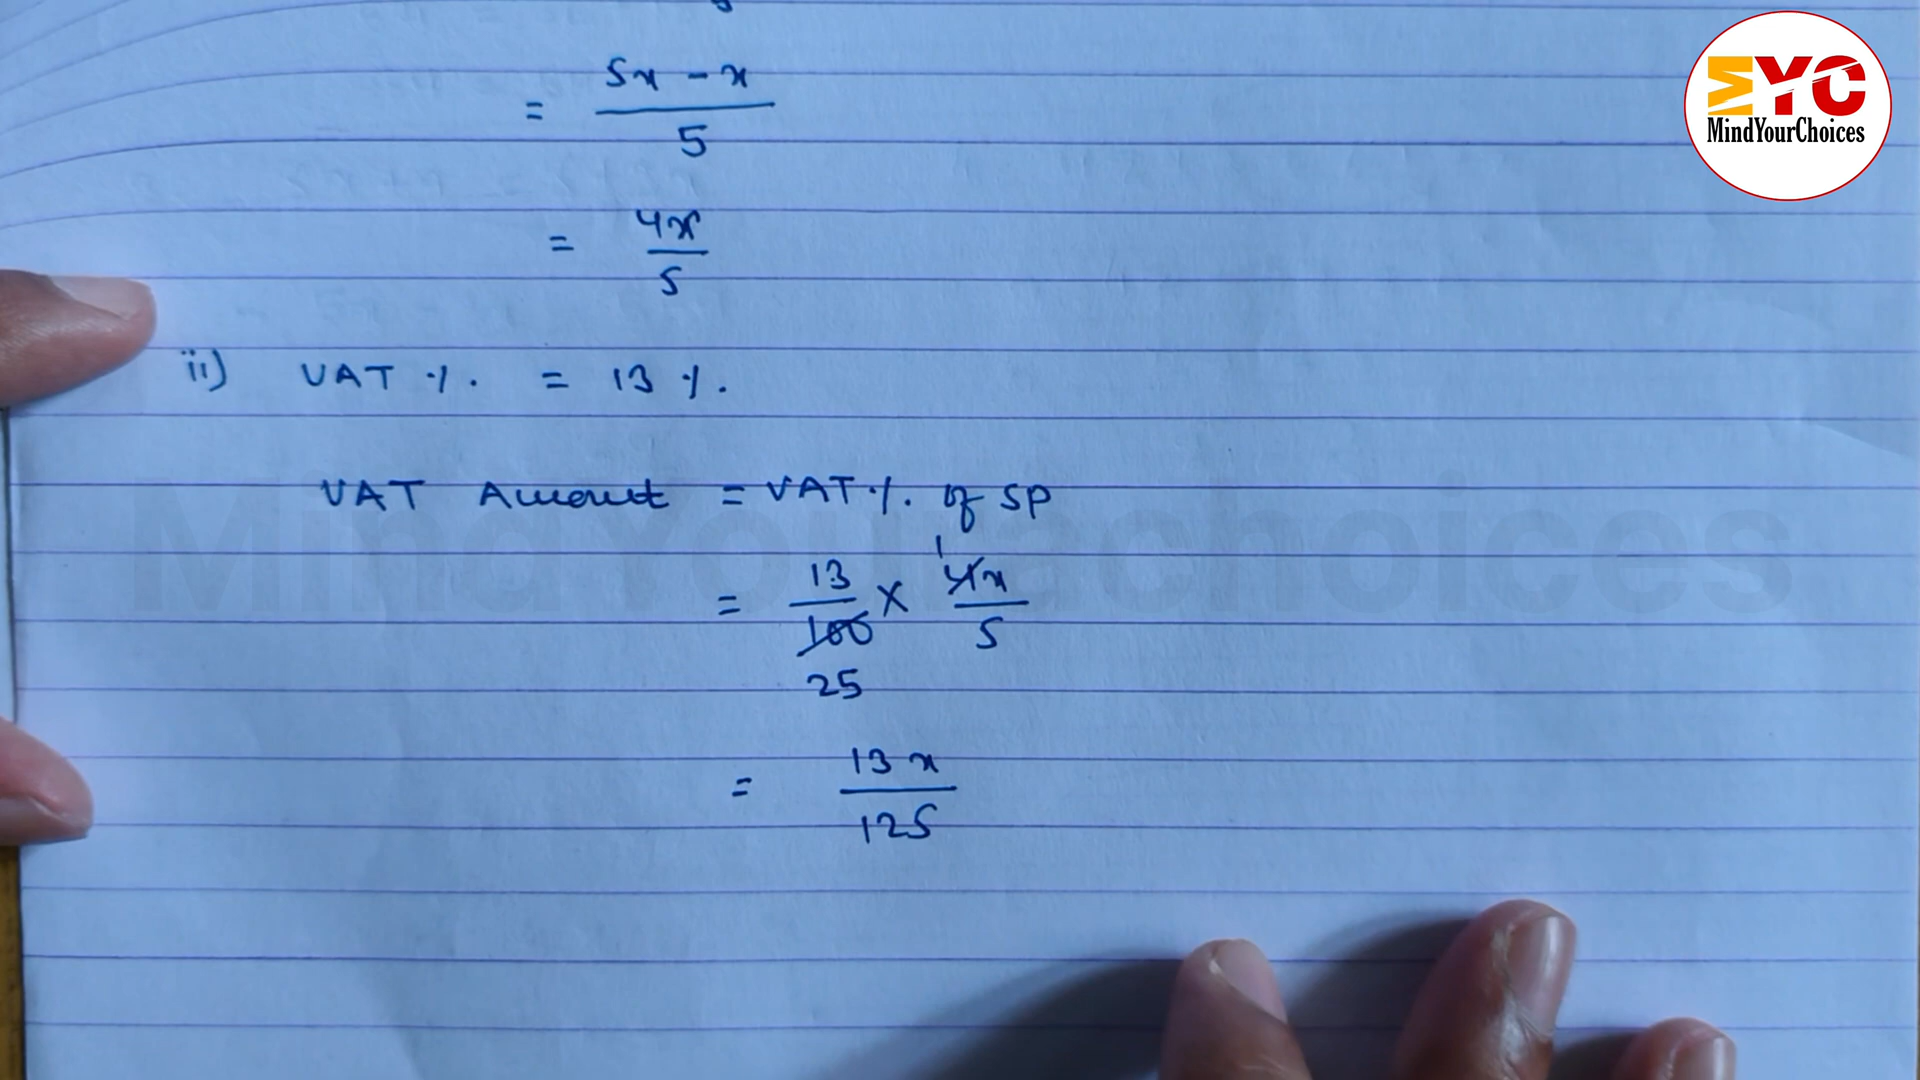 = 5x - x / 5
= 4x / 5
ii) VAT % = 13 %.
VAT Amount = VAT %. of SP
= 13 / 100 × 4x / 5
1
25
= 13x / 125
MYC
MindYourChoices
MindYourachoices